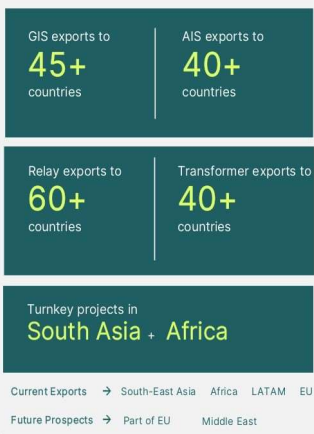 GIS exports to
45+
countries
AIS exports to
40+
countries
Relay exports to
60+
countries
Transformer exports to
40+
countries
Turnkey projects in
South Asia + Africa
Current Exports → South-East Asia Africa LATAM EU
Future Prospects → Part of EU Middle East